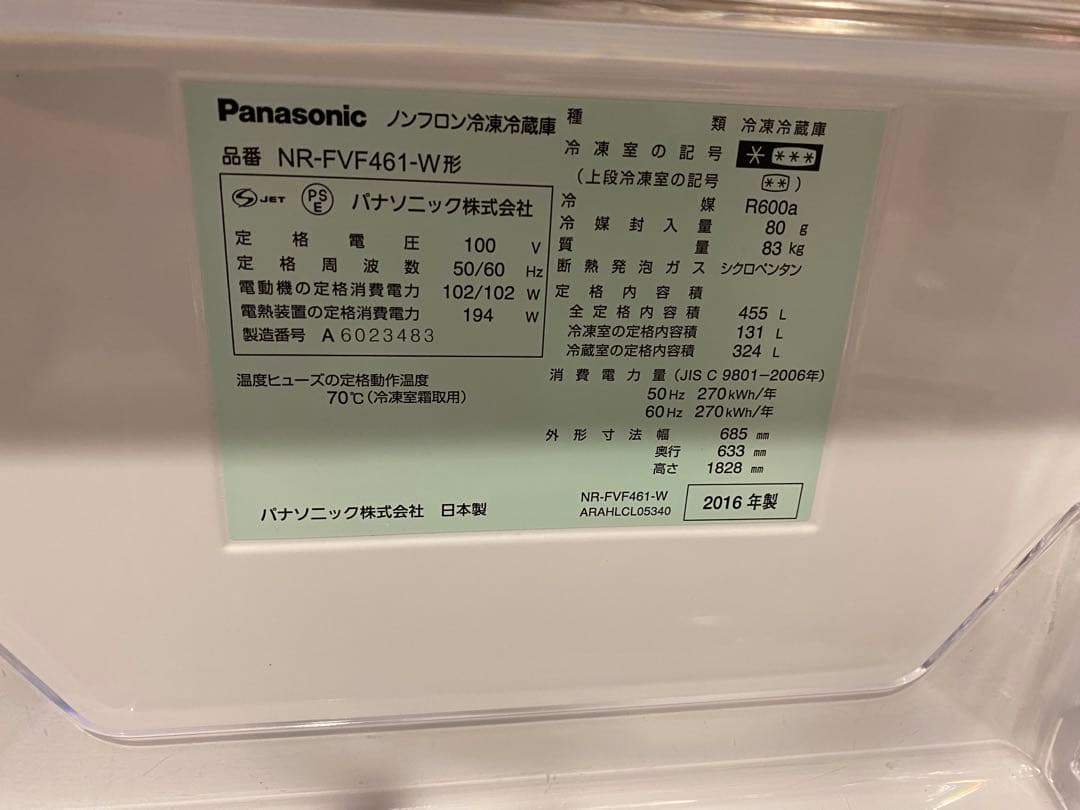 Panasonic ノンフロン冷凍冷蔵庫
品番 NR-FVF461-W形
S JET PS E パナソニック株式会社
定格電圧 100 V
定格周波数 50/60 Hz
電動機の定格消費電力 102/102 W
電熱装置の定格消費電力 194 W
製造番号 A 6023483
温度ヒューズの定格動作温度
70℃(冷凍室霜取用)
パナソニック株式会社 日本製
種類 冷凍冷蔵庫
冷凍室の記号 * ***
(上段冷凍室の記号 **)
冷媒 R600a
冷媒封入量 80 g
質量 83 kg
断熱発泡ガス シクロペンタン
定格内容積
全定格内容積 455 L
冷凍室の定格内容積 131 L
冷蔵室の定格内容積 324 L
消費電力量(JIS C 9801-2006年)
50Hz 270kWh/年
60Hz 270kWh/年
外形寸法幅 685 mm
奥行 633 mm
高さ 1828 mm
NR-FVF461-W
ARAHLCL05340
2016年製